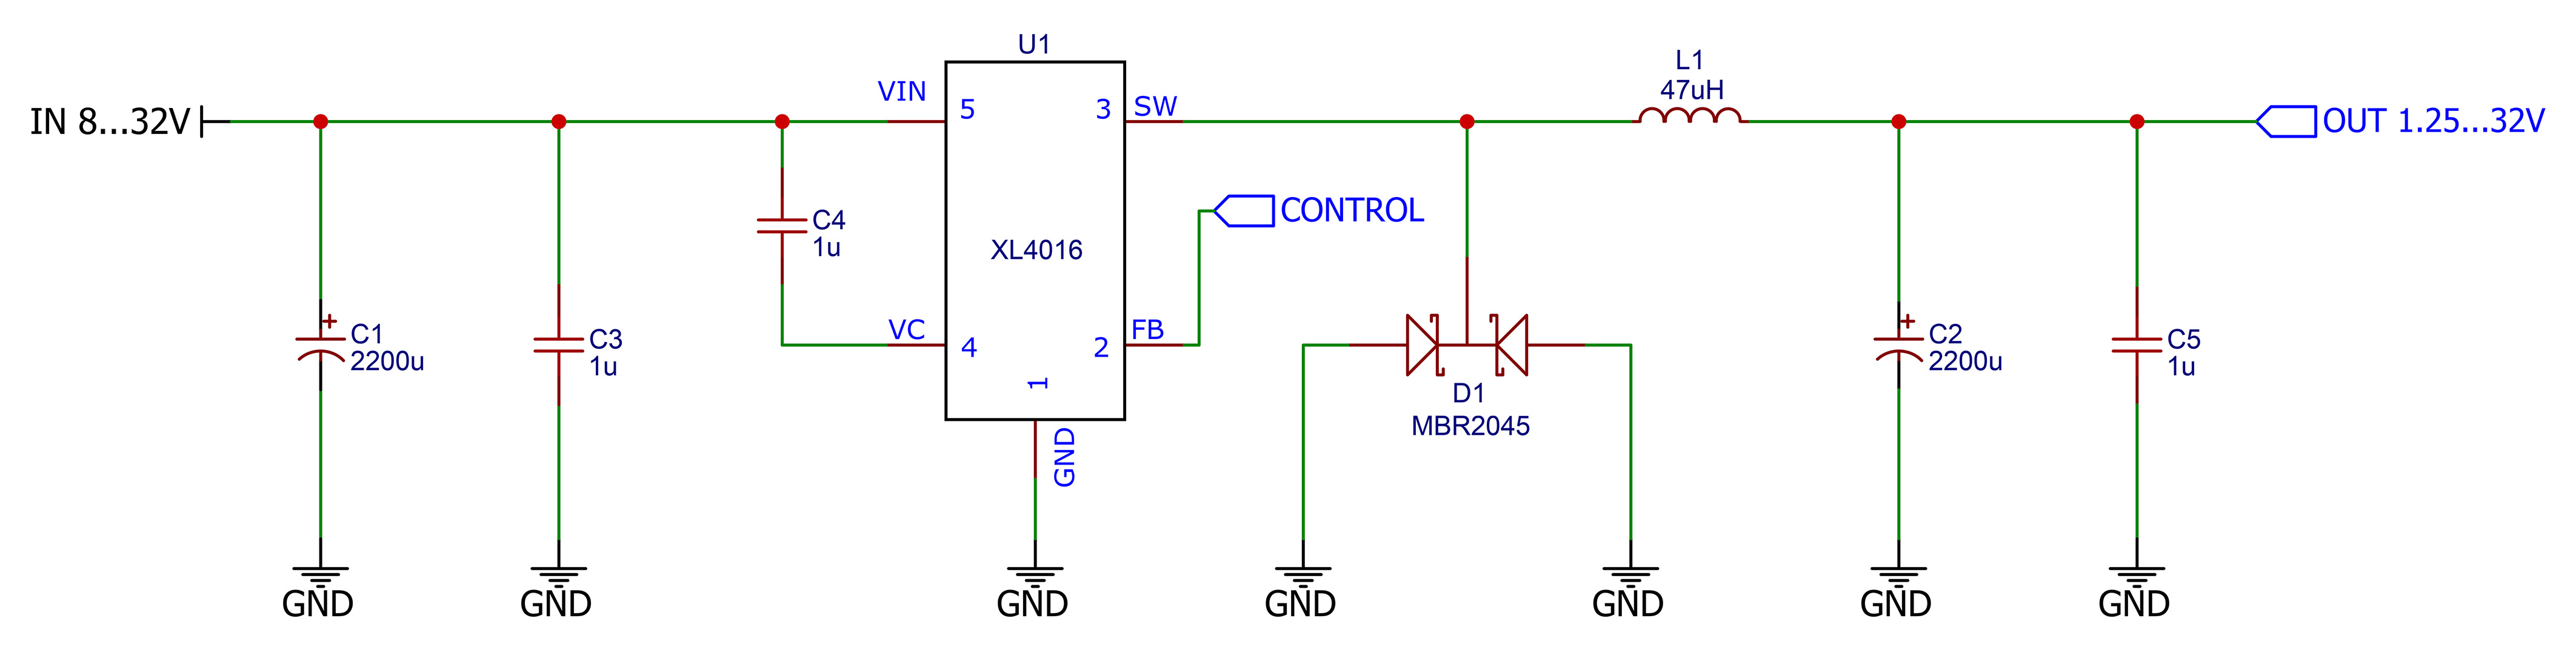 U1
L1
47uH
IN 8...32V
VIN
5
3
SW
OUT 1.25...32V
C4
1u
CONTROL
XL4016
VC
4
2
FB
1
GND
+
C1
2200u
C3
1u
D1
MBR2045
+
C2
2200u
C5
1u
GND
GND
GND
GND
GND
GND
GND